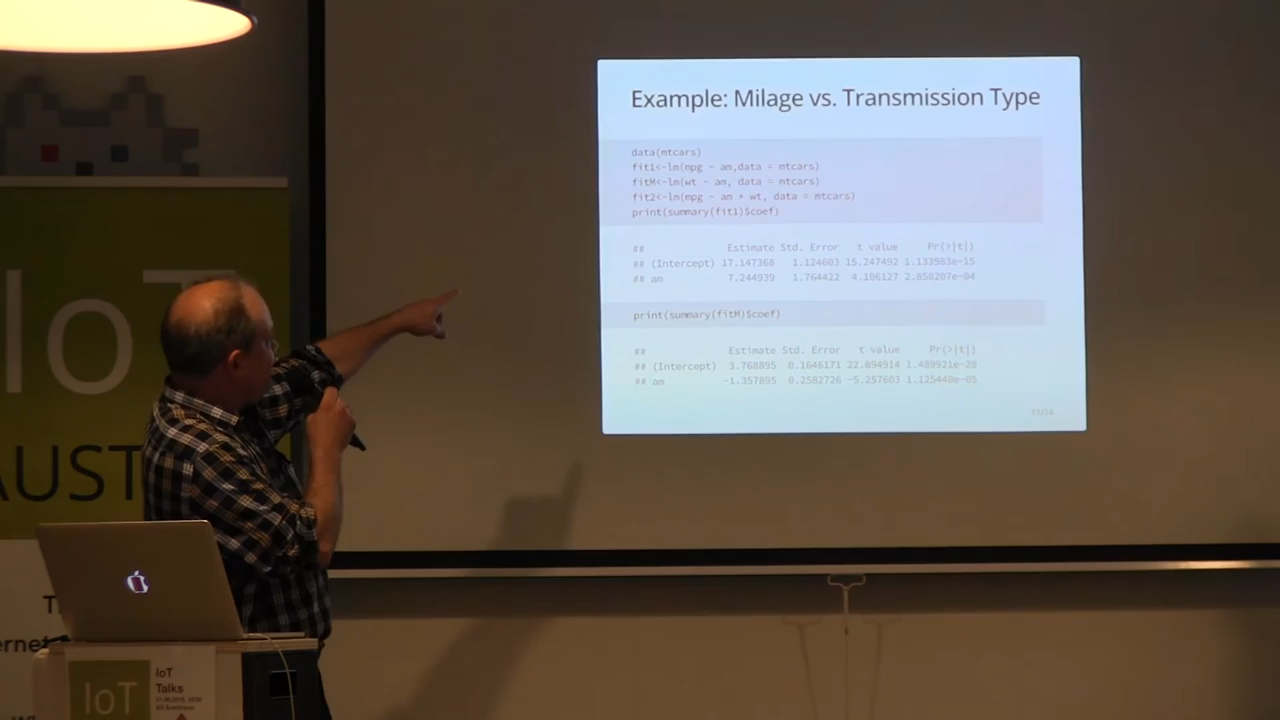 Example: Milage vs. Transmission Type
data(mtcars)
fit1<-lm(mpg ~ am,data = mtcars)
fitM<-lm(wt ~ am, data = mtcars)
fit2<-lm(mpg ~ am + wt, data = mtcars)
print(summary(fit1)$coef)
## Estimate Std. Error t value Pr(>|t|)
## (Intercept) 17.147368 1.124603 15.247492 1.133983e-15
## am 7.244939 1.764422 4.106127 2.850207e-04
print(summary(fitM)$coef)
## Estimate Std. Error t value Pr(>|t|)
## (Intercept) 3.768895 0.1646171 22.894914 1.489921e-20
## am -1.357895 0.2582726 -5.257603 1.125440e-05
11/14
IoT
AUST
ernet
IoT
IoT
Talks